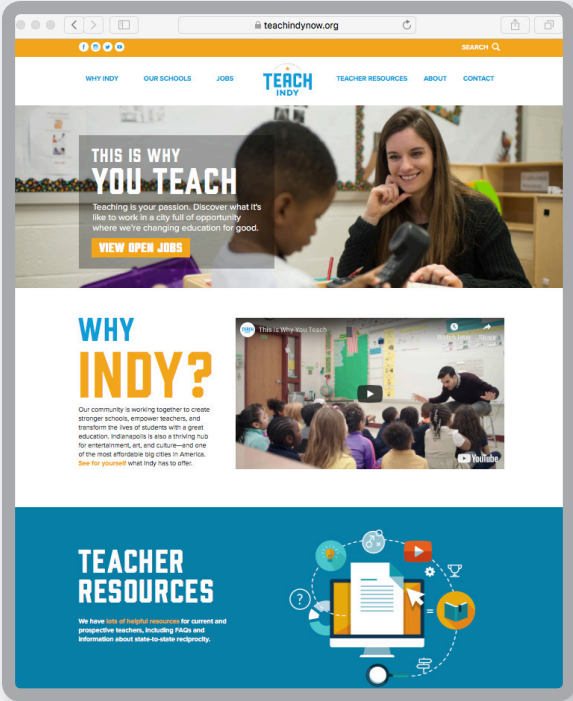 teachindynow.org
SEARCH
WHY INDY
OUR SCHOOLS
JOBS
TEACH
INDY
TEACHER RESOURCES
ABOUT
CONTACT
THIS IS WHY
YOU TEACH
Teaching is your passion. Discover what it's
like to work in a city full of opportunity
where we're changing education for good.
VIEW OPEN JOBS
WHY
INDY?
Our community is working together to create
stronger schools, empower teachers, and
transform the lives of students with a great
education. Indianapolis is also a thriving hub
for entertainment, art, and culture—and one
of the most affordable big cities in America.
See for yourself what Indy has to offer.
This is Why You Teach
Watch later
Share
YouTube
TEACHER
RESOURCES
We have lots of helpful resources for current and
prospective teachers, including FAQs and
information about state-to-state reciprocity.